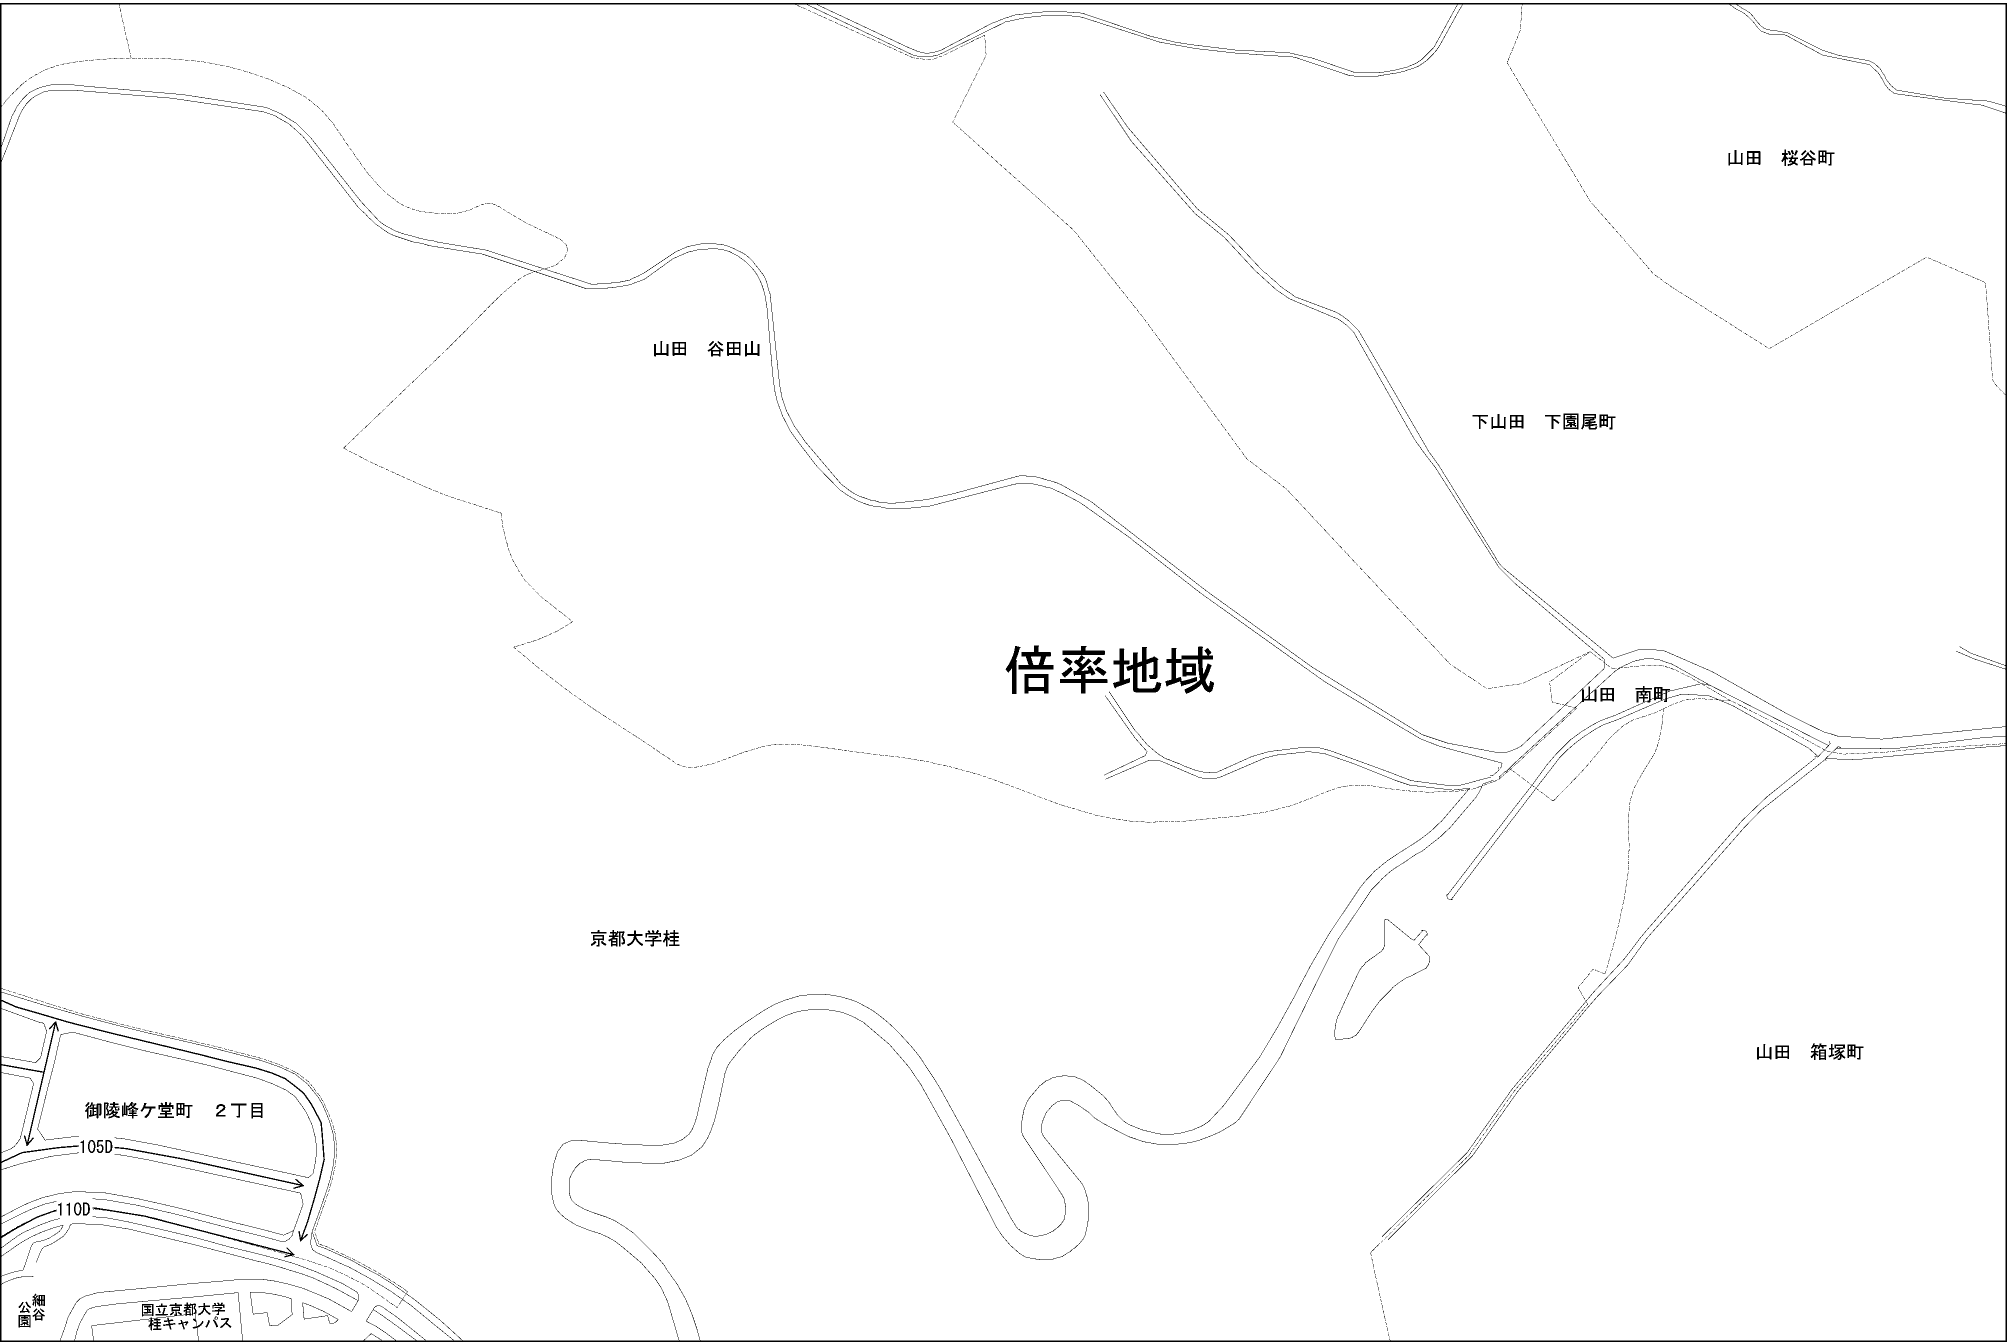 山田　桜谷町
山田　谷田山
下山田　下園尾町
倍率地域
山田　南町
京都大学桂
山田　箱塚町
御陵峰ケ堂町　２丁目
105D
110D
細谷
公園
国立京都大学
桂キャンパス